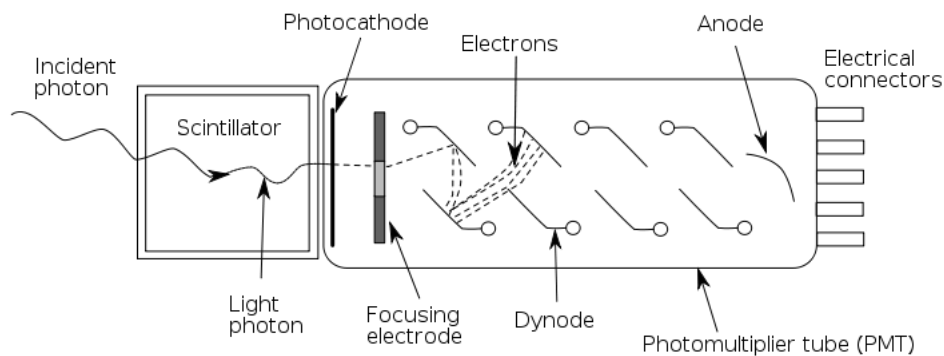 Photocathode
Anode
Electrons
Incident
photon
Electrical
connectors
Scintillator
Light
photon
Focusing
electrode
Dynode
Photomultiplier tube (PMT)